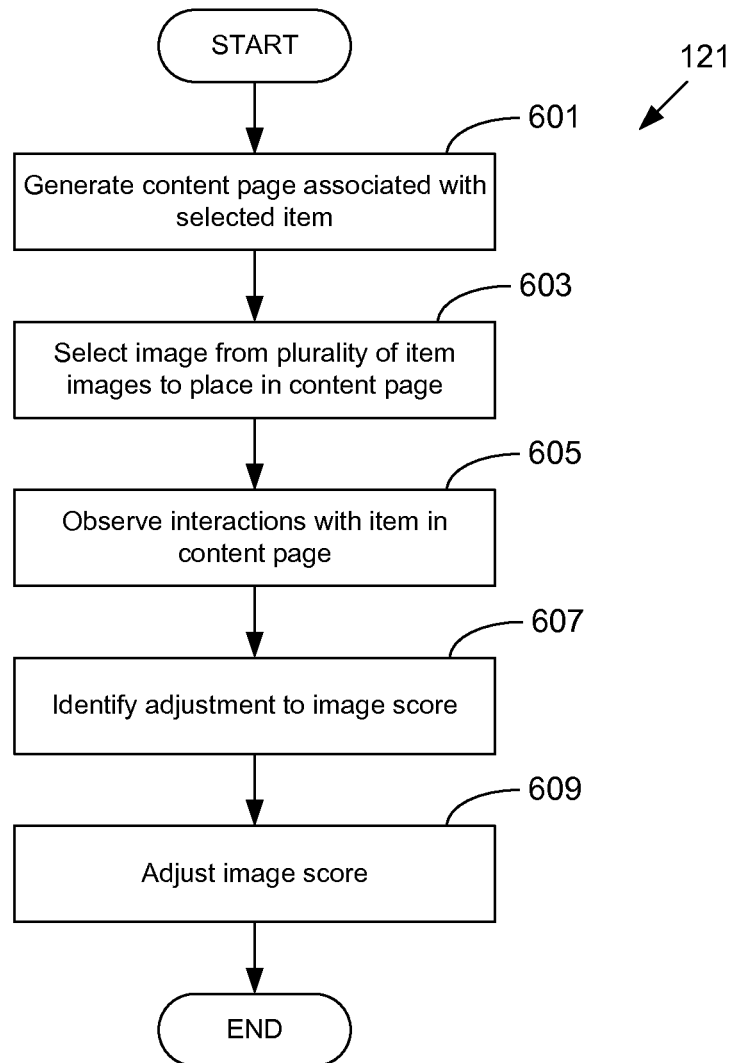 START
121
601
Generate content page associated with
selected item
603
Select image from plurality of item
images to place in content page
605
Observe interactions with item in
content page
607
Identify adjustment to image score
609
Adjust image score
END